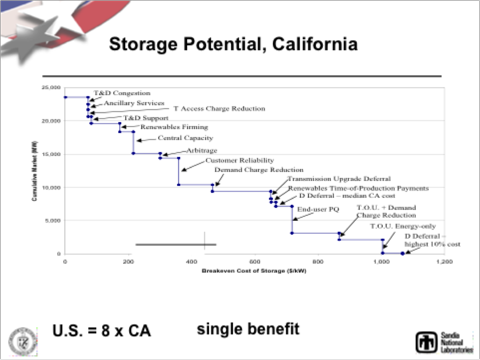 Storage Potential, California
25,000
20,000
15,000
10,000
5,000
0
Cumulative Market (MW)
T&D Congestion
Ancillary Services
T Access Charge Reduction
T&D Support
Renewables Firming
Central Capacity
Arbitrage
Customer Reliability
Demand Charge Reduction
Transmission Upgrade Deferral
Renewables Time-of-Production Payments
D Deferral – median CA cost
End-user PQ
T.O.U. + Demand
Charge Reduction
T.O.U. Energy-only
D Deferral –
highest 10% cost
0
200
400
600
800
1,000
1,200
Breakeven Cost of Storage ($/kW)
U.S. = 8 x CA
single benefit
Sandia
National
Laboratories